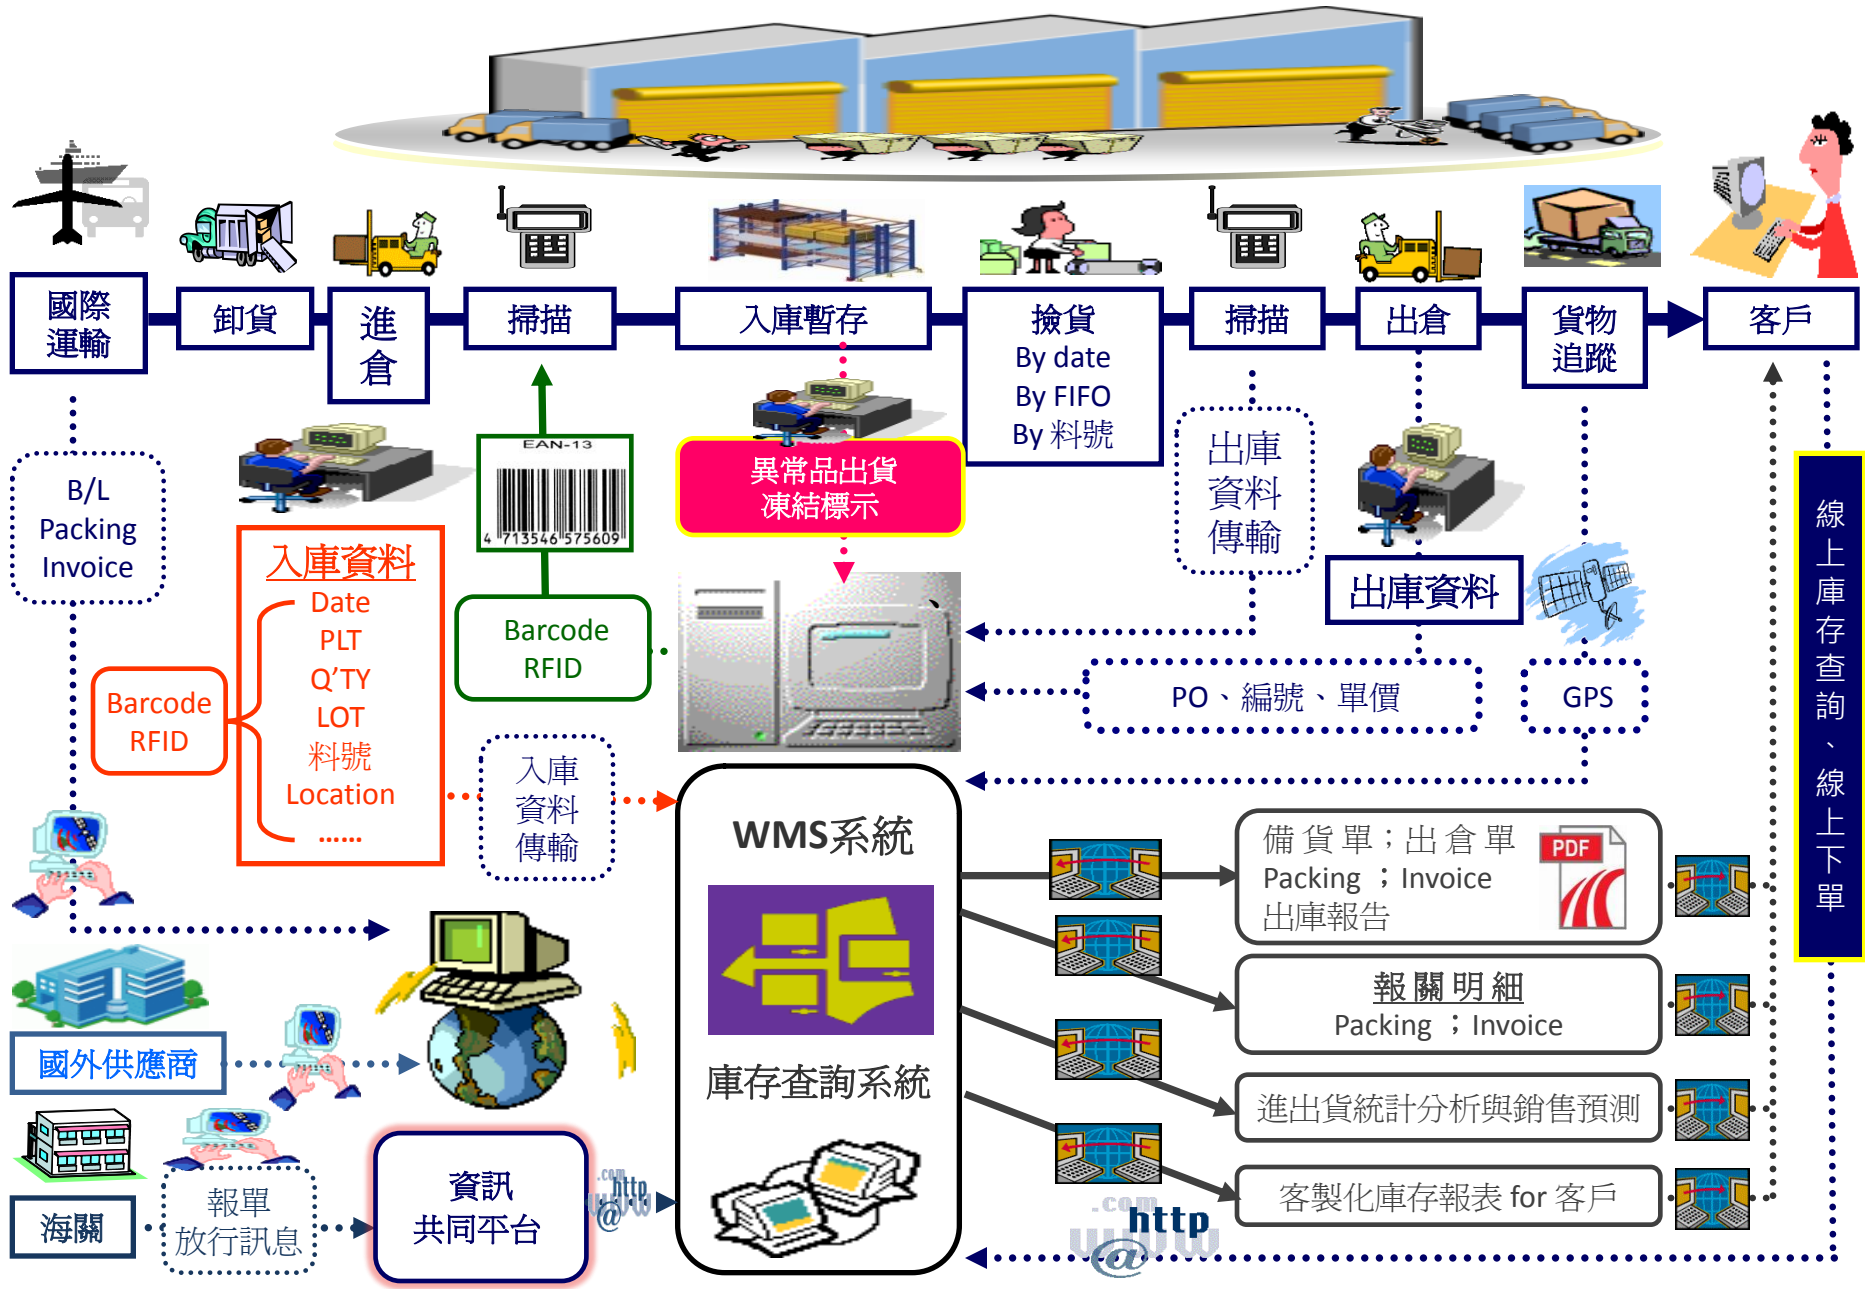 國際
運輸
卸貨
進
倉
掃描
入庫暫存
撿貨
By date
By FIFO
By 料號
掃描
出倉
貨物
追蹤
客戶
B/L
Packing
Invoice
EAN-13
4 713546 575609
異常品出貨
凍結標示
出庫
資料
傳輸
出庫資料
線上庫存查詢、線上下單
入庫資料
Date
PLT
Q'TY
LOT
料號
Location
......
Barcode
RFID
Barcode
RFID
PO、編號、單價
GPS
入庫
資料
傳輸
WMS系統
庫存查詢系統
備貨單；出倉單
Packing ；Invoice
出庫報告
PDF
報關明細
Packing ；Invoice
進出貨統計分析與銷售預測
客製化庫存報表 for 客戶
國外供應商
海關
報單
放行訊息
資訊
共同平台
.com
http
www
@
.com
http
www
@